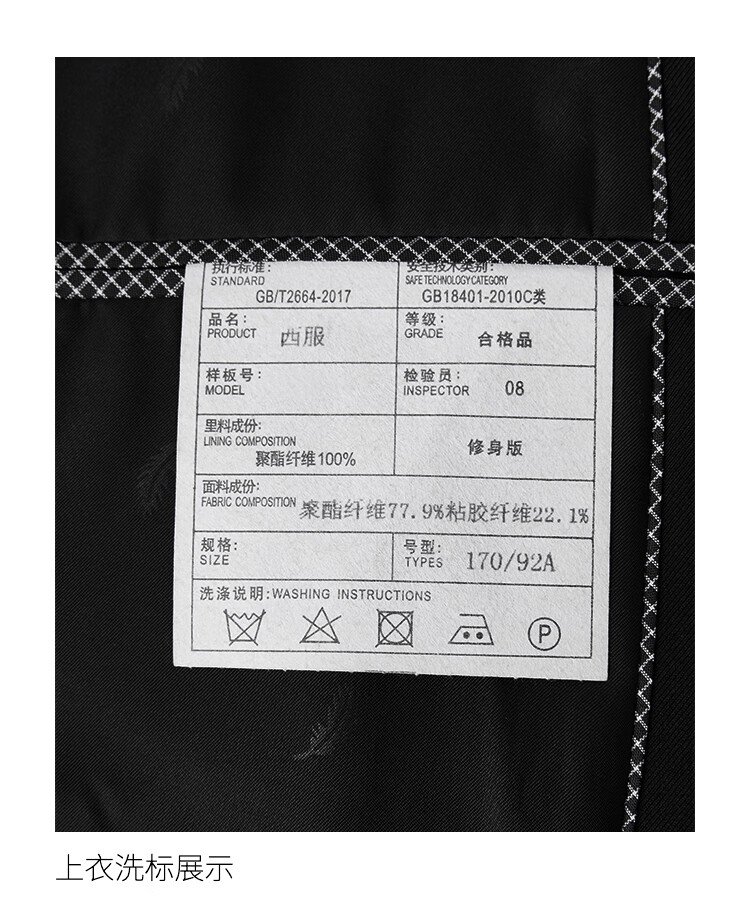 执行标准: 安全技术类别:
STANDARD SAFE TECHNOLOGY CATEGORY
GB/T2664-2017 GB18401-2010C类
品名: 等级:
PRODUCT 西服 GRADE 合格品
样板号: 检验员:
MODEL INSPECTOR 08
里料成份:
LINING COMPOSITION
聚酯纤维100% 修身版
面料成份:
FABRIC COMPOSITION 聚酯纤维77.9%粘胶纤维22.1%
规格: 号型:
SIZE TYPES 170/92A
洗涤说明:WASHING INSTRUCTIONS
P
上衣洗标展示